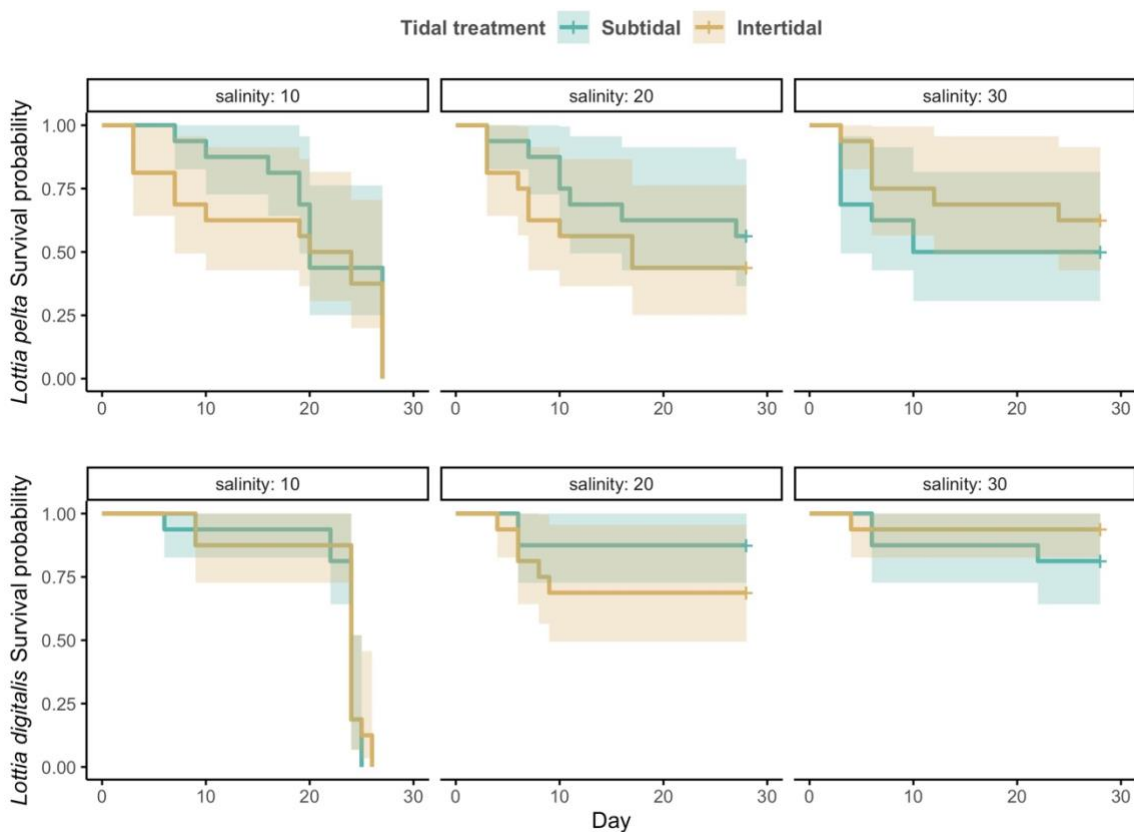 Tidal treatment Subtidal Intertidal
salinity: 10 salinity: 20 salinity: 30
Lottia pelta Survival probability
1.00
0.75
0.50
0.25
0.00
0 10 20 30 0 10 20 30 0 10 20 30
salinity: 10 salinity: 20 salinity: 30
Lottia digitalis Survival probability
1.00
0.75
0.50
0.25
0.00
0 10 20 30 0 10 20 30 0 10 20 30
Day